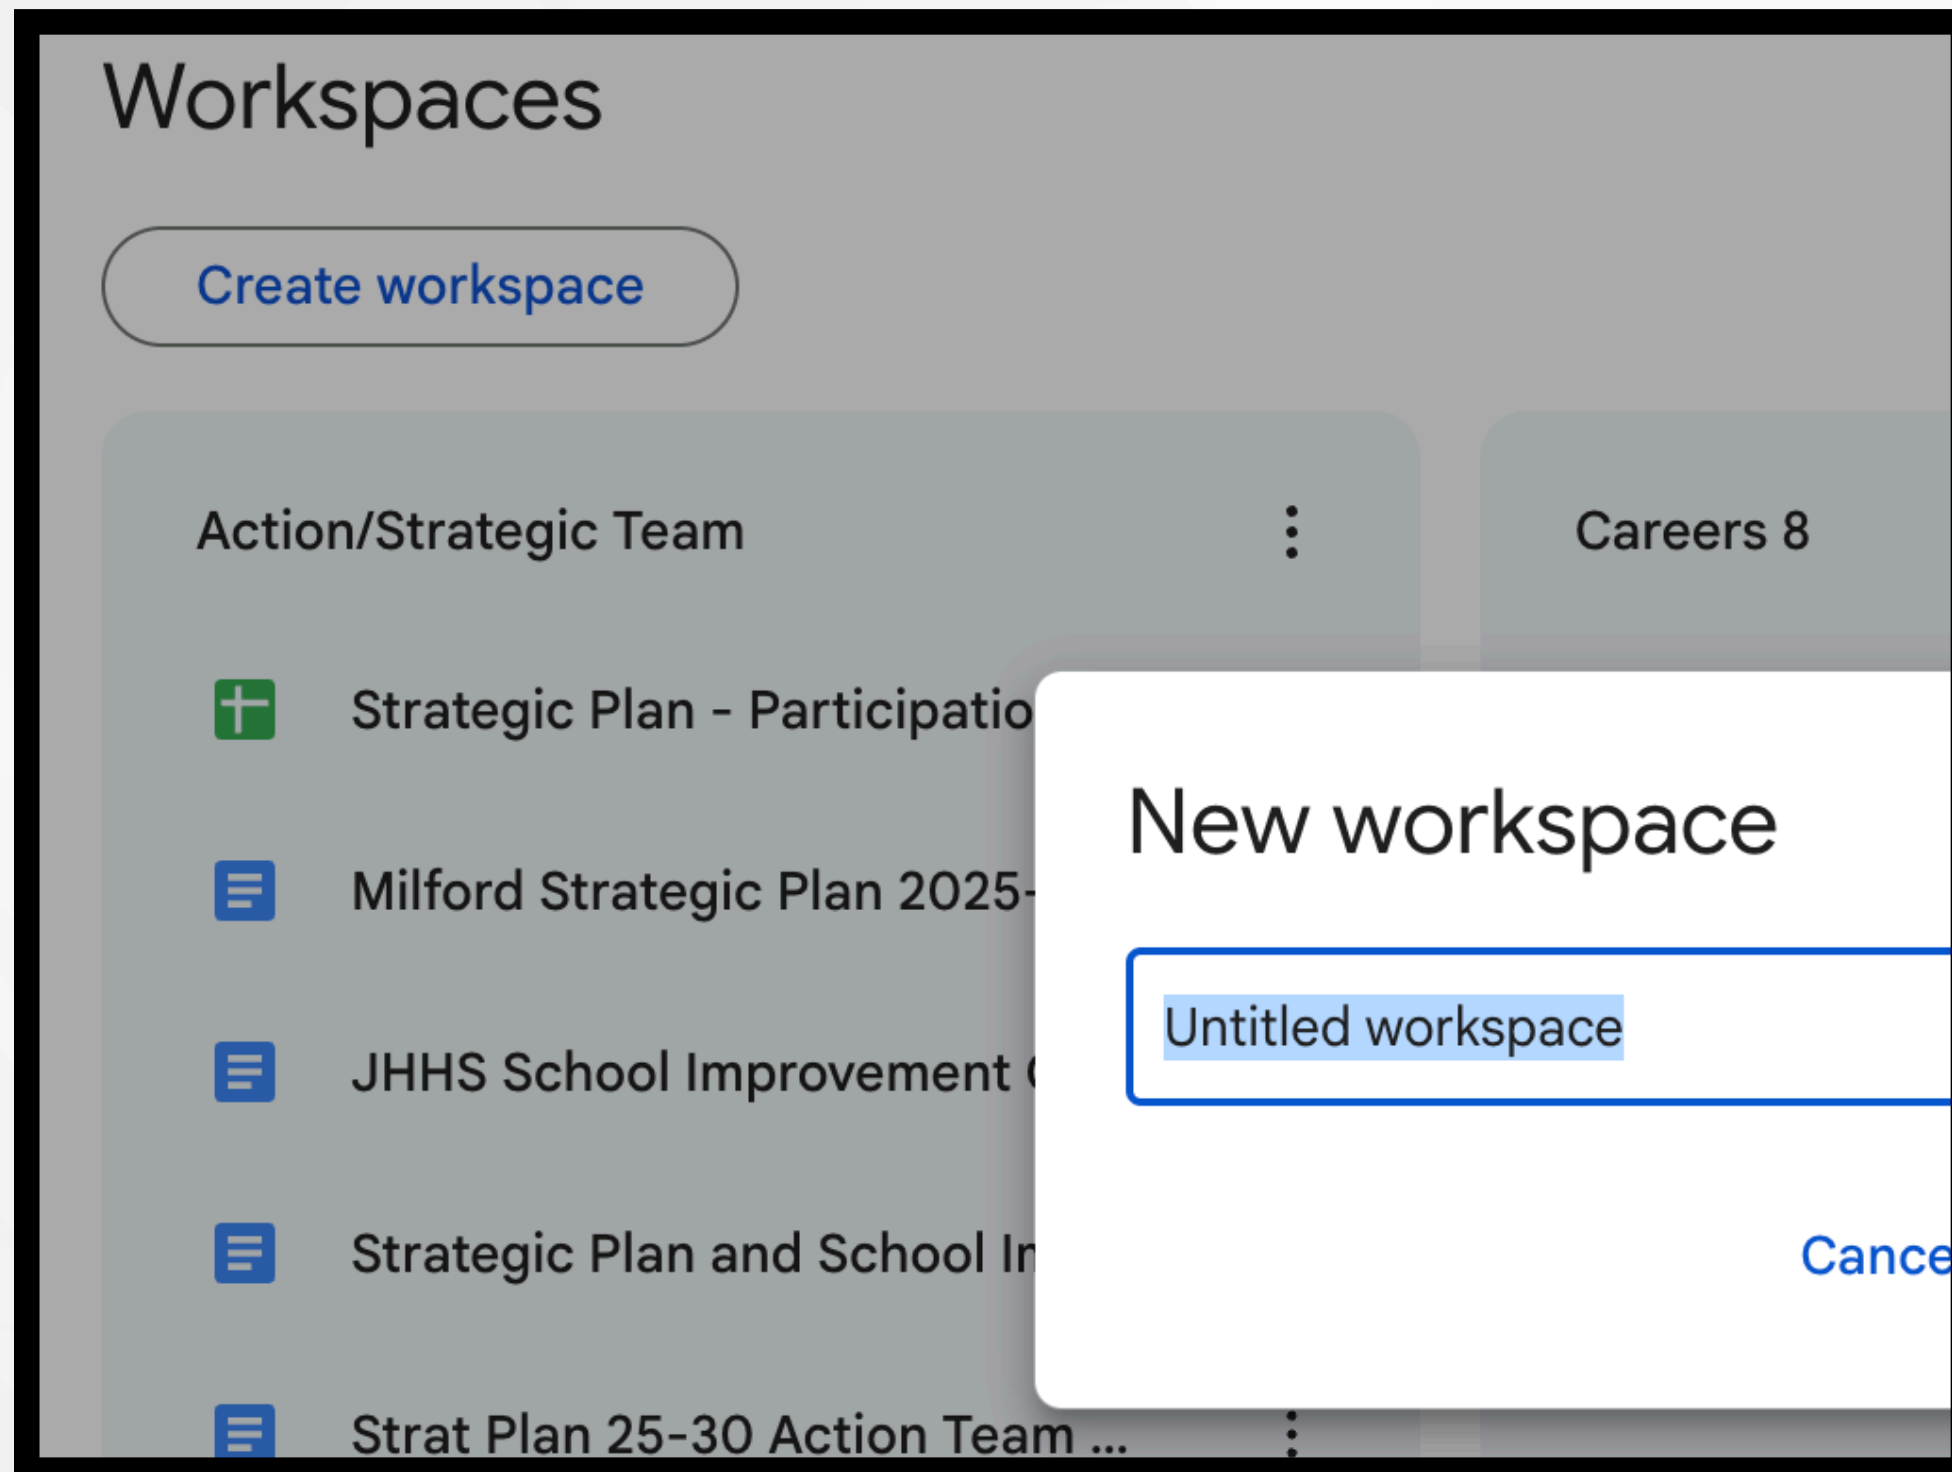 Workspaces
Create workspace
Action/Strategic Team
Careers 8
Strategic Plan - Participatio
Milford Strategic Plan 2025-
JHHS School Improvement
Strategic Plan and School
Strat Plan 25-30 Action Team ...
New workspace
Untitled workspace
Cance